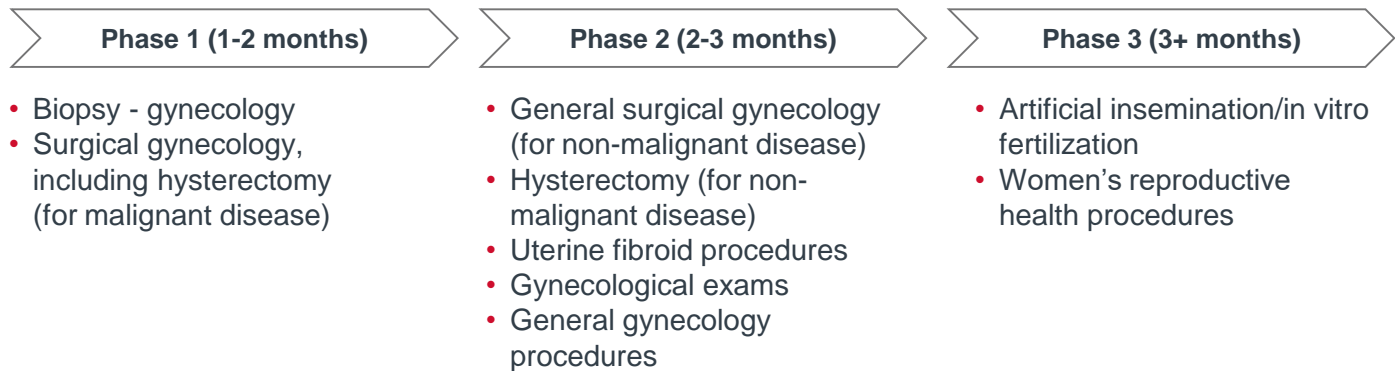 Phase 1 (1-2 months)
• Biopsy - gynecology
• Surgical gynecology,
including hysterectomy
(for malignant disease)
Phase 2 (2-3 months)
• General surgical gynecology
(for non-malignant disease)
• Hysterectomy (for non-
malignant disease)
• Uterine fibroid procedures
• Gynecological exams
• General gynecology
procedures
Phase 3 (3+ months)
• Artificial insemination/in vitro
fertilization
• Women’s reproductive
health procedures